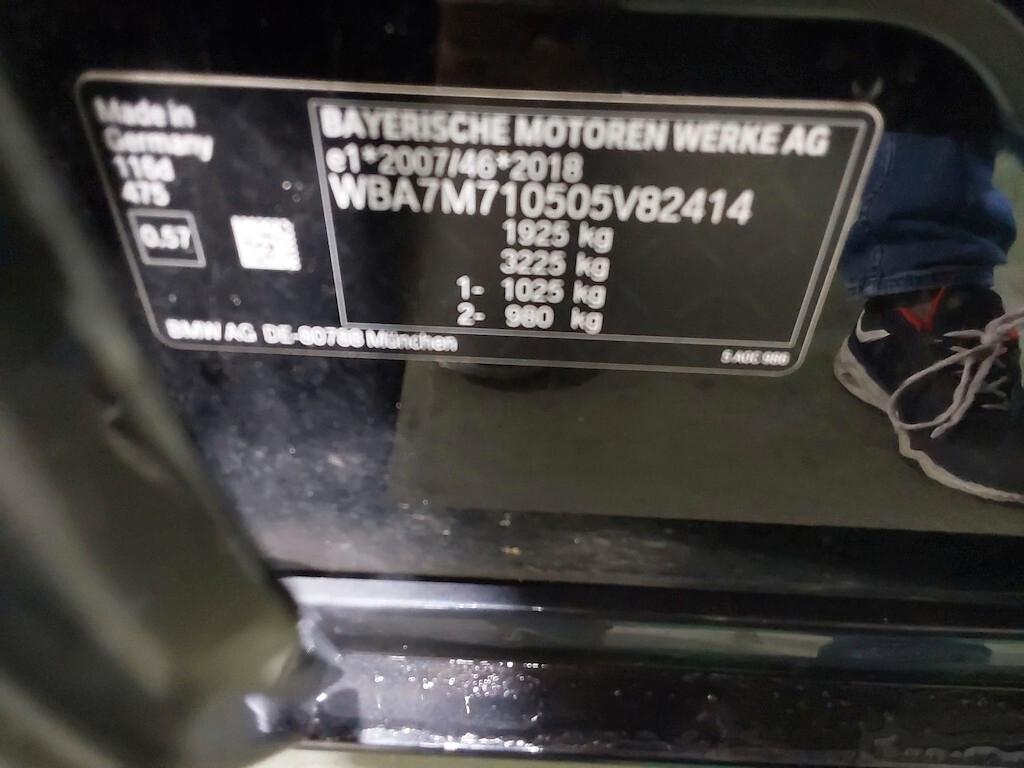 Made in
Germany
116d
475
0.57
BAYERISCHE MOTOREN WERKE AG
e1*2007/46*2018
WBA7M710505V82414
1925 kg
3225 kg
1- 1025 kg
2- 980 kg
BMW AG DE-80788 München